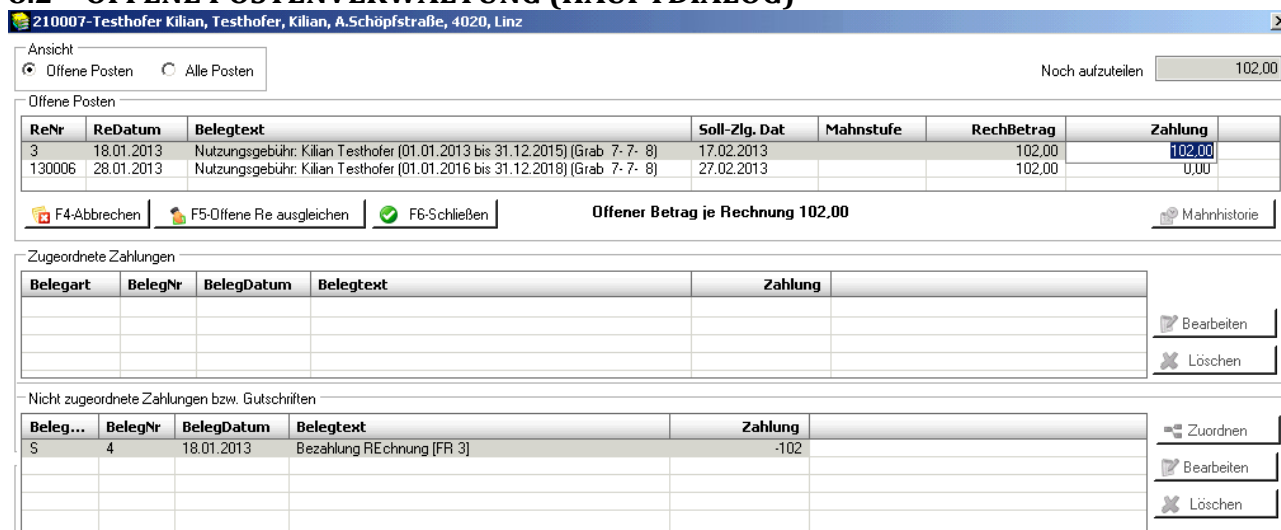 210007-Testhofer Kilian, Testhofer, Kilian, A.Schöpfstraße, 4020, Linz
Ansicht
Offene Posten Alle Posten
Noch aufzuteilen 102,00
Offene Posten
ReNr ReDatum Belegtext Soll-Zlg. Dat Mahnstufe RechBetrag Zahlung
3 18.01.2013 Nutzungsgebühr: Kilian Testhofer (01.01.2013 bis 31.12.2015) (Grab 7- 7- 8) 17.02.2013 102,00 102,00
130006 28.01.2013 Nutzungsgebühr: Kilian Testhofer (01.01.2016 bis 31.12.2018) (Grab 7- 7- 8) 27.02.2013 102,00 0,00
F4-Abbrechen F5-Offene Re ausgleichen F6-Schließen Offener Betrag je Rechnung 102,00 Mahnhistorie
Zugeordnete Zahlungen
Belegart BelegNr BelegDatum Belegtext Zahlung
Bearbeiten
Löschen
Nicht zugeordnete Zahlungen bzw. Gutschriften
Beleg... BelegNr BelegDatum Belegtext Zahlung
Zuordnen
S 4 18.01.2013 Bezahlung REchnung [FR 3] -102
Bearbeiten
Löschen